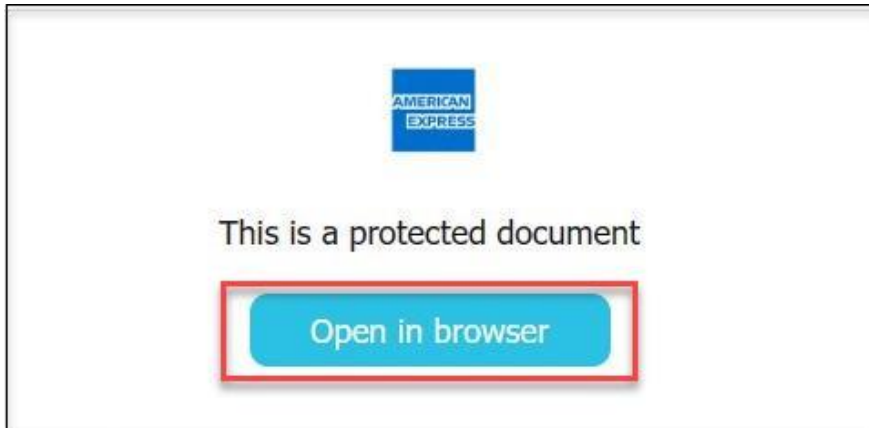 AMERICAN
EXPRESS
This is a protected document
Open in browser